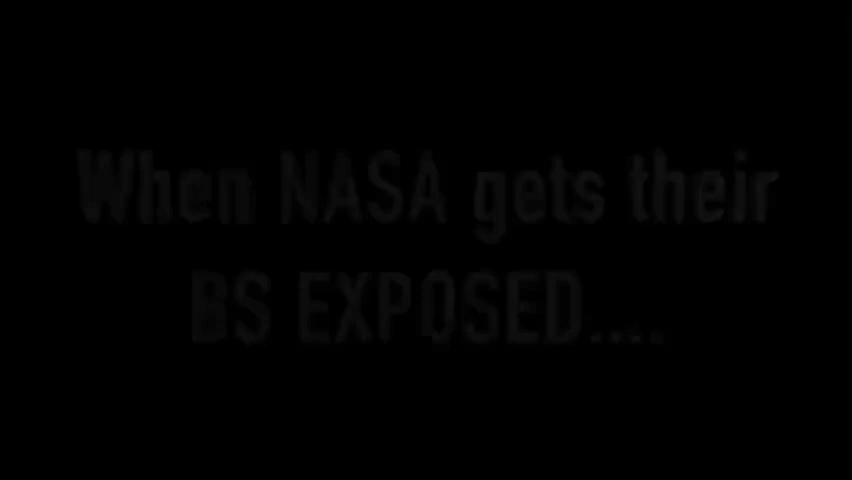 When NASA gets their
BS EXPOSED....